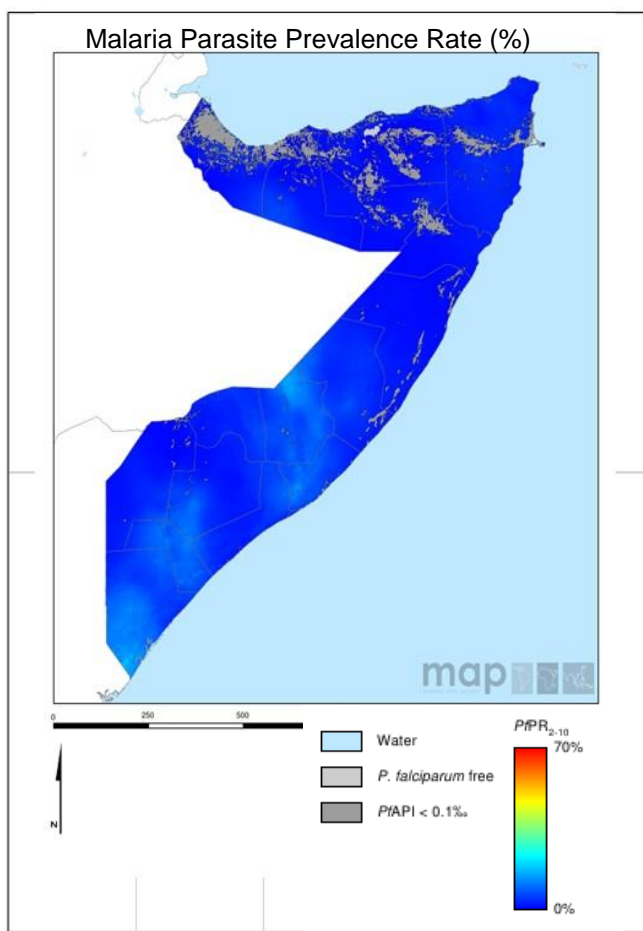 Malaria Parasite Prevalence Rate (%)
map
0
250
500
N
Water
P. falciparum free
PfAPI < 0.1‰
PfPR2-10
70%
0%